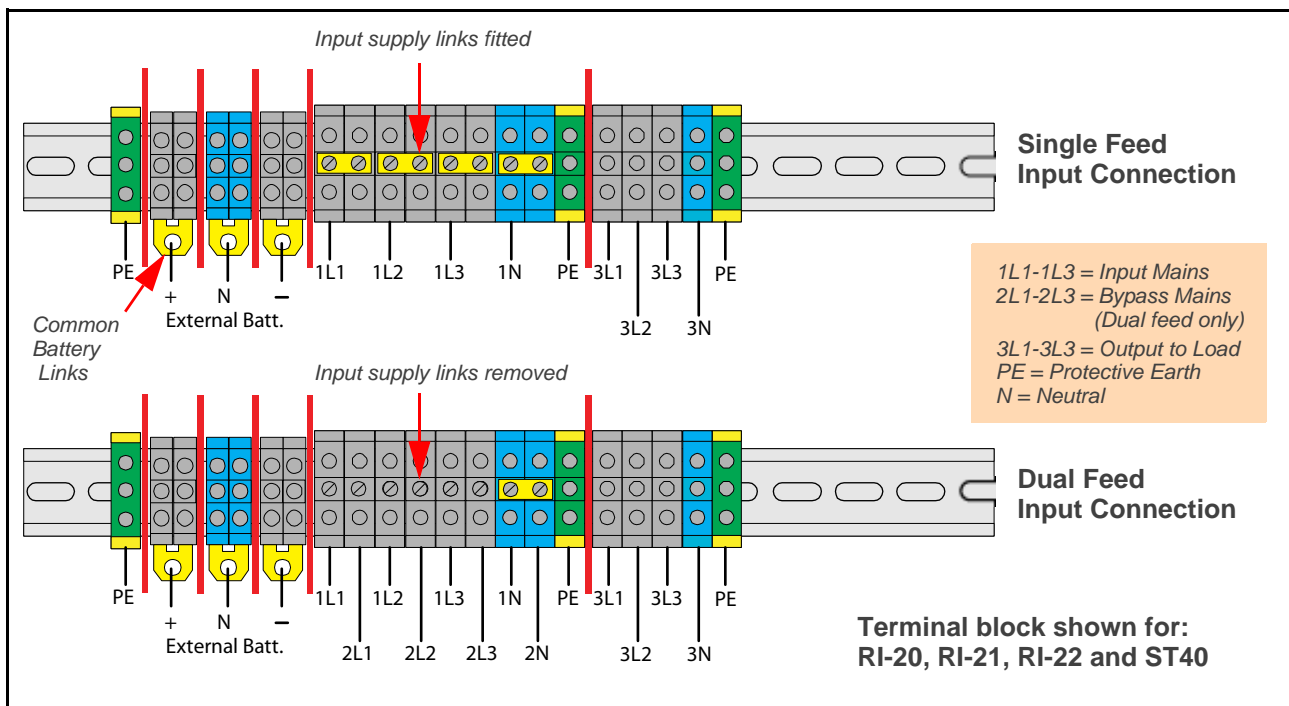 Input supply links fitted
Single Feed
Input Connection
PE
+
N
−
External Batt.
1L1
1L2
1L3
1N
PE
3L1
3L2
3L3
3N
PE
Common
Battery
Links
1L1-1L3 = Input Mains
2L1-2L3 = Bypass Mains
(Dual feed only)
3L1-3L3 = Output to Load
PE = Protective Earth
N = Neutral
Input supply links removed
Dual Feed
Input Connection
PE
+
N
−
External Batt.
1L1
2L1
1L2
2L2
1L3
2L3
1N
2N
PE
3L1
3L2
3L3
3N
PE
Terminal block shown for:
RI-20, RI-21, RI-22 and ST40